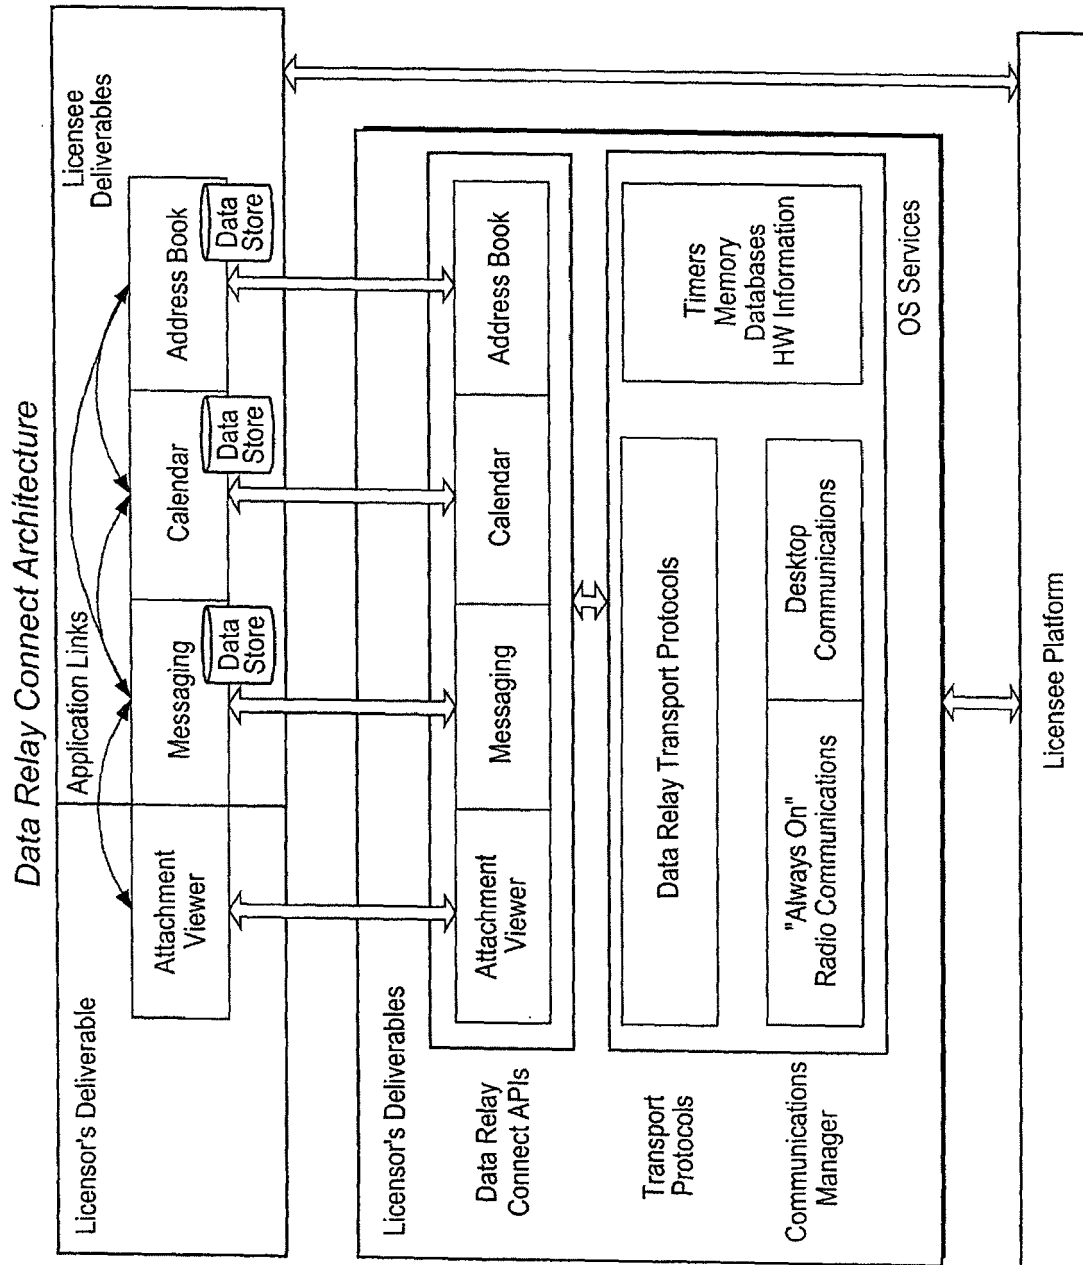 Data Relay Connect Architecture
Licensor's Deliverable
Application Links
Licensee
Deliverables
Attachment
Viewer
Messaging
Calendar
Address Book
Data
Store
Data
Store
Data
Store
Licensor's Deliverables
Data Relay
Connect APIs
Attachment
Viewer
Messaging
Calendar
Address Book
Transport
Protocols
Data Relay Transport Protocols
Timers
Memory
Databases
HW Information
Communications
Manager
"Always On"
Radio Communications
Desktop
Communications
OS Services
Licensee Platform